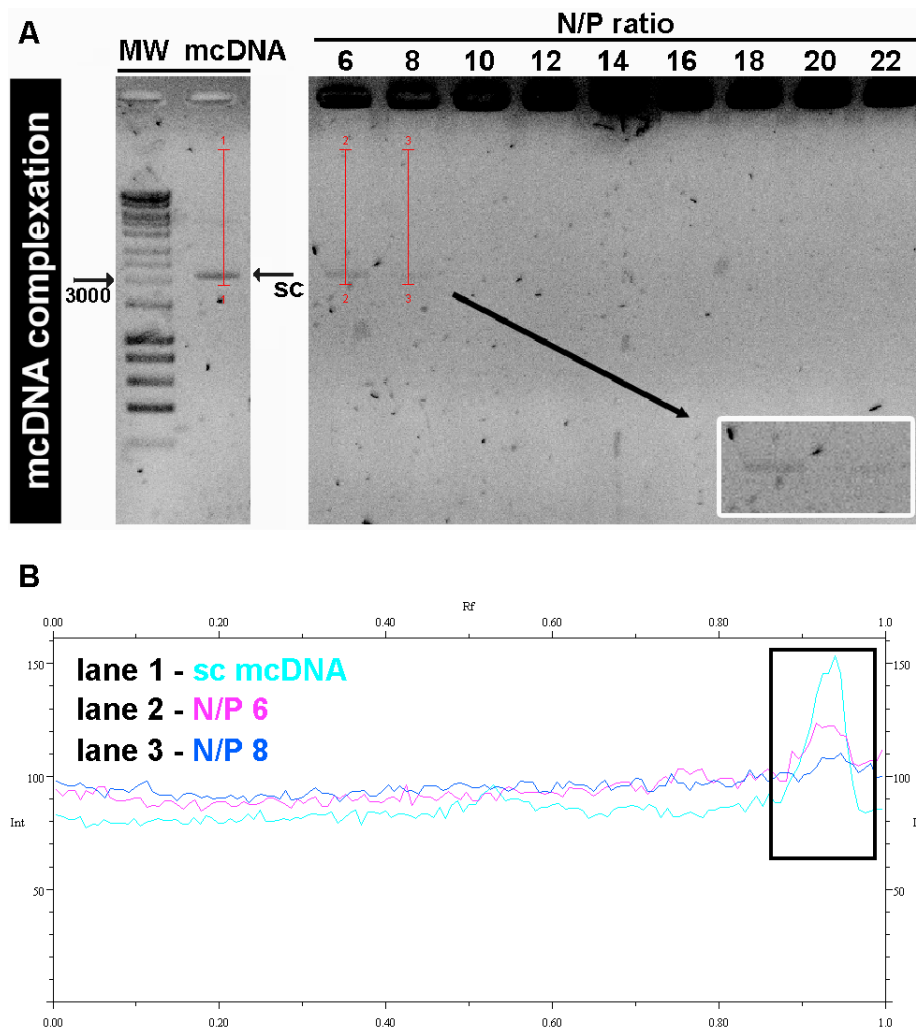 A
N/P ratio
MW mcDNA
6 8 10 12 14 16 18 20 22
mcDNA complexation
1
2
3
3000
sc
1
2
3
B
Rf
0.00 0.20 0.40 0.60 0.80 1.0
150
150
lane 1 - sc mcDNA
lane 2 - N/P 6
lane 3 - N/P 8
100
100
Int
I
50
50
0.00 0.20 0.40 0.60 0.80 1.0